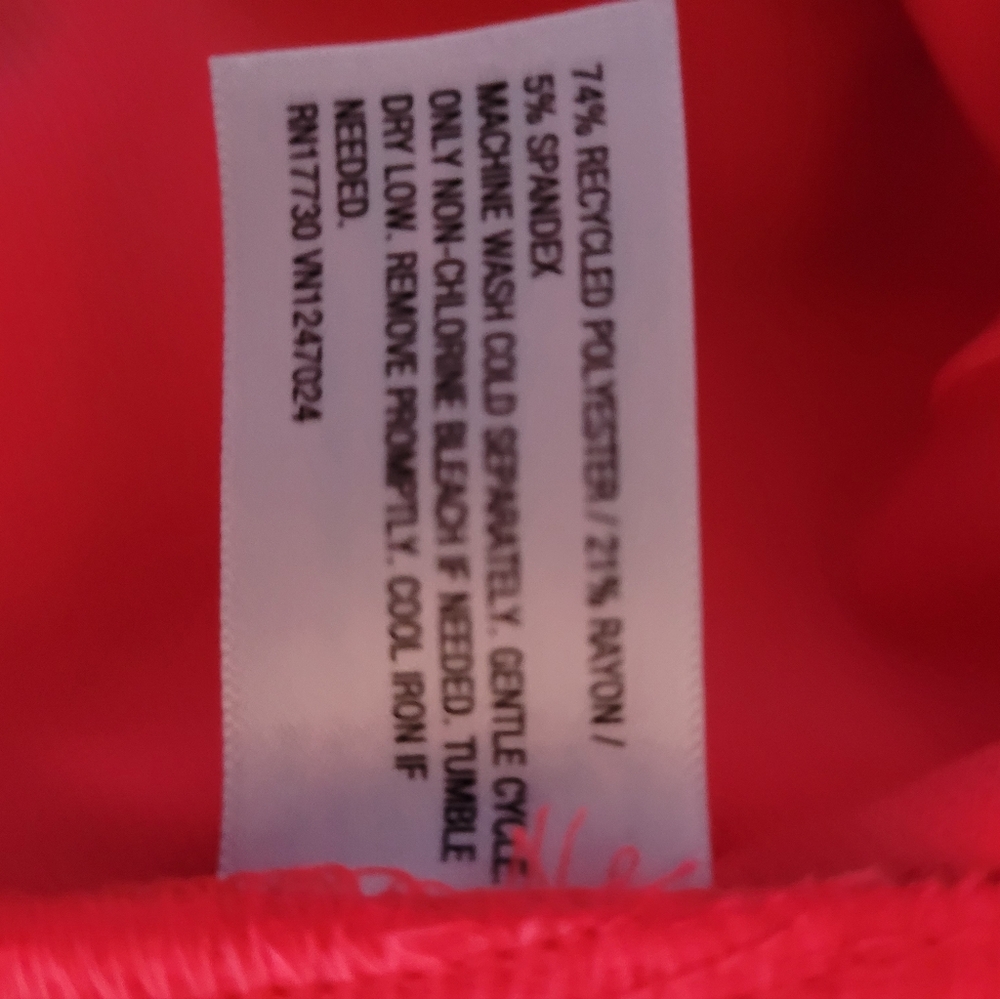 74% RECYCLED POLYESTER / 21% RAYON /
5% SPANDEX
MACHINE WASH COLD SEPARATELY. GENTLE CYCLE.
ONLY NON-CHLORINE BLEACH IF NEEDED. TUMBLE
DRY LOW. REMOVE PROMPTLY. COOL IRON IF
NEEDED.
RN17730 VN1247024